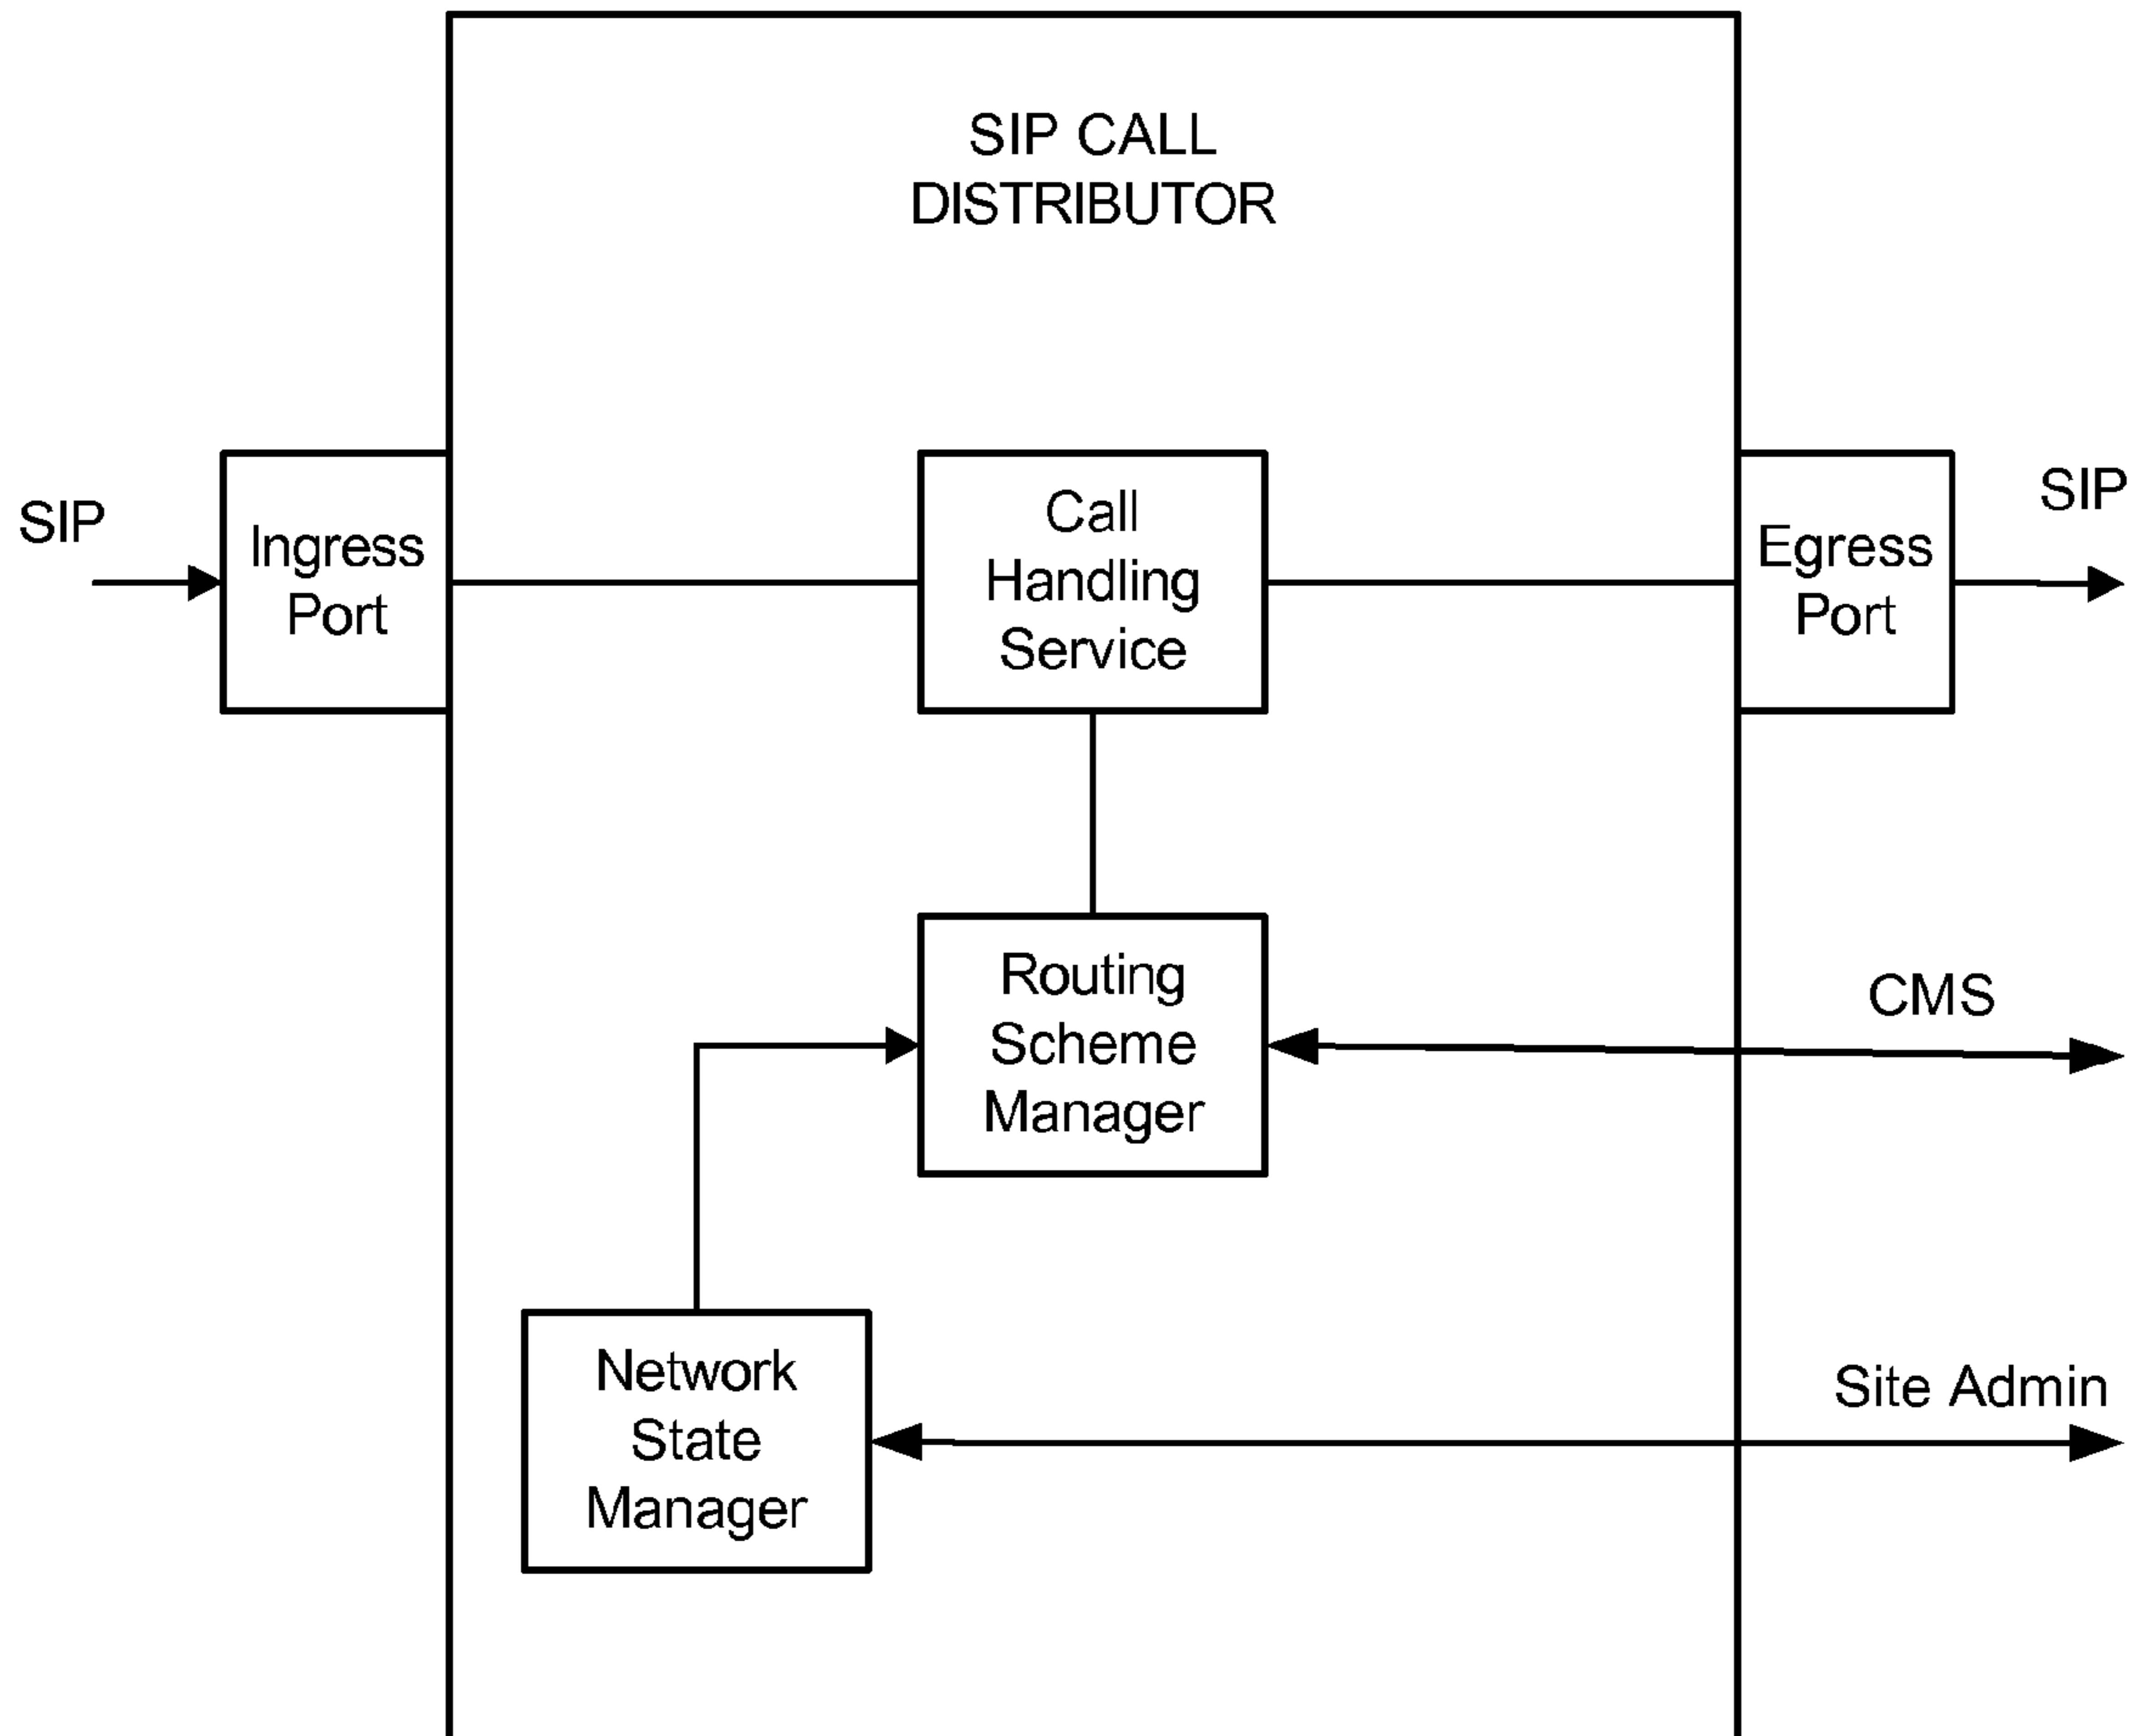 SIP CALL
DISTRIBUTOR
SIP
Ingress
Port
Call
Handling
Service
Egress
Port
SIP
Routing
Scheme
Manager
CMS
Network
State
Manager
Site Admin